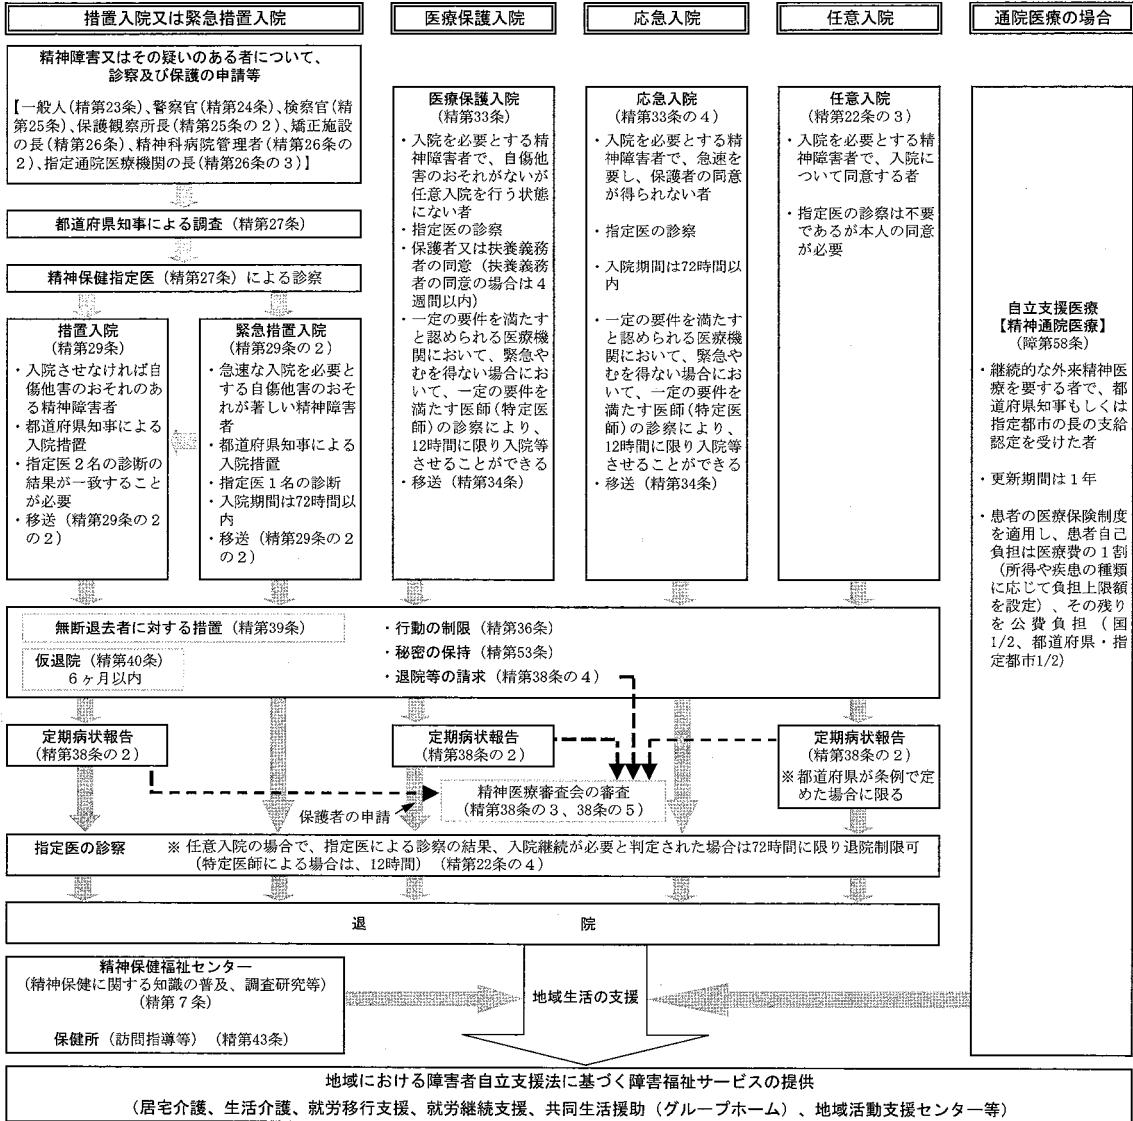 措置入院又は緊急措置入院
医療保護入院
応急入院
任意入院
通院医療の場合
精神障害又はその疑いのある者について、
診察及び保護の申請等
【一般人(精第23条)、警察官(精第24条)、検察官(精
第25条)、保護観察所長(精第25条の2)、矯正施設
の長(精第26条)、精神科病院管理者(精第26条の
2)、指定通院医療機関の長(精第26条の3)】
都道府県知事による調査（精第27条）
精神保健指定医（精第27条）による診察
措置入院
(精第29条)
・入院させなければ自
傷他害のおそれのあ
る精神障害者
・都道府県知事による
入院措置
・指定医2名の診断の
結果が一致すること
が必要
・移送（精第29条の2
の2）
緊急措置入院
(精第29条の2)
・急速な入院を必要と
する自傷他害のおそ
れが著しい精神障害
者
・都道府県知事による
入院措置
・指定医1名の診断
・入院期間は72時間以
内
・移送（精第29条の2
の2）
医療保護入院
(精第33条)
・入院を必要とする精
神障害者で、自傷他
害のおそれがないが
任意入院を行う状態
にない者
・指定医の診察
・保護者又は扶養義務
者の同意（扶養義務
者の同意の場合は4
週間以内）
・一定の要件を満たす
と認められる医療機
関において、緊急や
むを得ない場合にお
いて、一定の要件を
満たす医師(特定医
師)の診察により、
12時間に限り入院等
させることができる
・移送（精第34条）
応急入院
(精第33条の4)
・入院を必要とする精
神障害者で、急速を
要し、保護者の同意
が得られない者
・指定医の診察
・入院期間は72時間以
内
・一定の要件を満たす
と認められる医療機
関において、緊急や
むを得ない場合にお
いて、一定の要件を
満たす医師(特定医
師)の診察により、
12時間に限り入院等
させることができる
・移送（精第34条）
任意入院
(精第22条の3)
・入院を必要とする精
神障害者で、入院に
ついて同意する者
・指定医の診察は不要
であるが本人の同意
が必要
自立支援医療
【精神通院医療】
(障第58条)
・継続的な外来精神医
療を要する者で、都
道府県知事もしくは
指定都市の長の支給
認定を受けた者
・更新期間は1年
・患者の医療保険制度
を適用し、患者自己
負担は医療費の1割
（所得や疾患の種類
に応じて負担上限額
を設定）、その残り
を公費負担（国
1/2、都道府県・指
定都市1/2）
無断退去者に対する措置（精第39条）
仮退院（精第40条）
6ヶ月以内
・行動の制限（精第36条）
・秘密の保持（精第53条）
・退院等の請求（精第38条の4）
定期病状報告
(精第38条の2)
定期病状報告
(精第38条の2)
定期病状報告
(精第38条の2)
※都道府県が条例で定
めた場合に限る
精神医療審査会の審査
(精第38条の3、38条の5)
保護者の申請
指定医の診察　※ 任意入院の場合で、指定医による診察の結果、入院継続が必要と判定された場合は72時間に限り退院制限可
(特定医師による場合は、12時間)（精第22条の4）
退　院
精神保健福祉センター
(精神保健に関する知識の普及、調査研究等)
(精第7条)
保健所（訪問指導等）（精第43条）
地域生活の支援
地域における障害者自立支援法に基づく障害福祉サービスの提供
（居宅介護、生活介護、就労移行支援、就労継続支援、共同生活援助（グループホーム）、地域活動支援センター等）